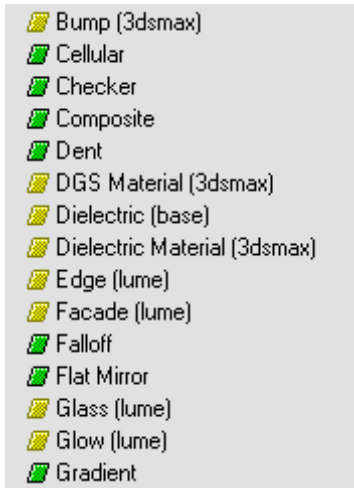 Bump (3dsmax)
Cellular
Checker
Composite
Dent
DGS Material (3dsmax)
Dielectric (base)
Dielectric Material (3dsmax)
Edge (lume)
Facade (lume)
Falloff
Flat Mirror
Glass (lume)
Glow (lume)
Gradient